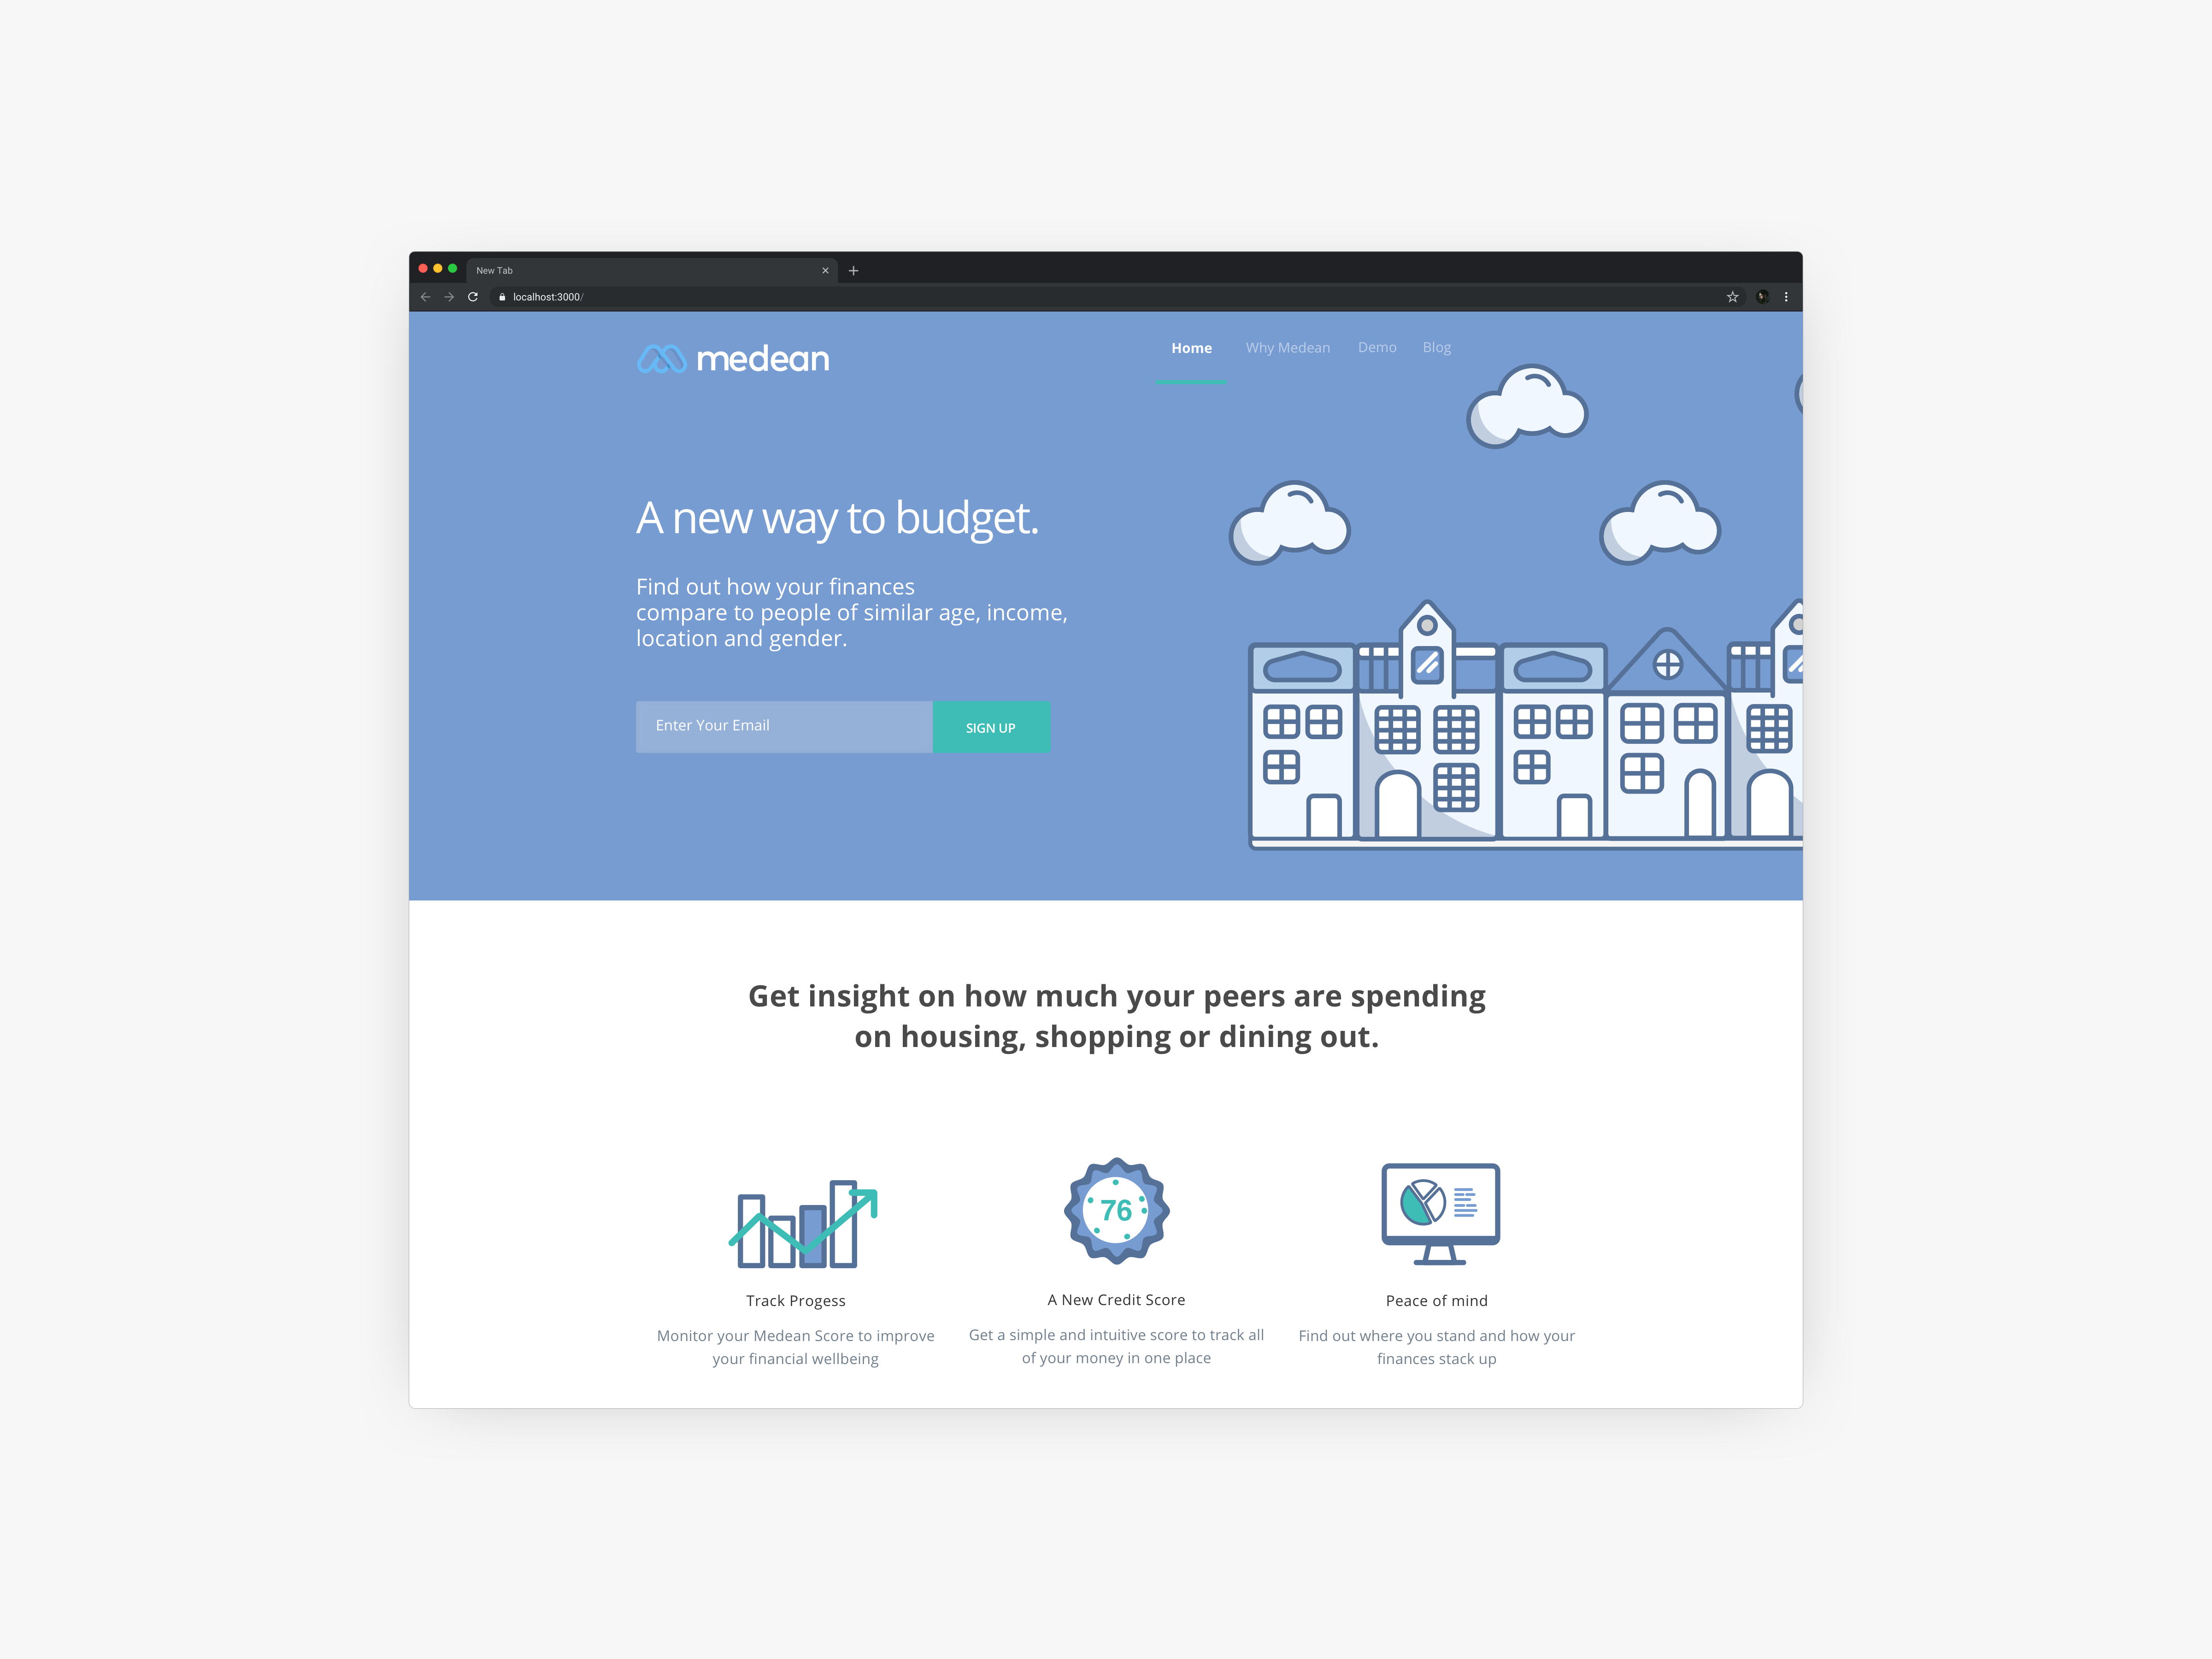 New Tab
localhost:3000/
medean
Home Why Medean Demo Blog
A new way to budget.
Find out how your finances
compare to people of similar age, income,
location and gender.
Enter Your Email SIGN UP
Get insight on how much your peers are spending
on housing, shopping or dining out.
76
Track Progess
Monitor your Medean Score to improve
your financial wellbeing
A New Credit Score
Get a simple and intuitive score to track all
of your money in one place
Peace of mind
Find out where you stand and how your
finances stack up